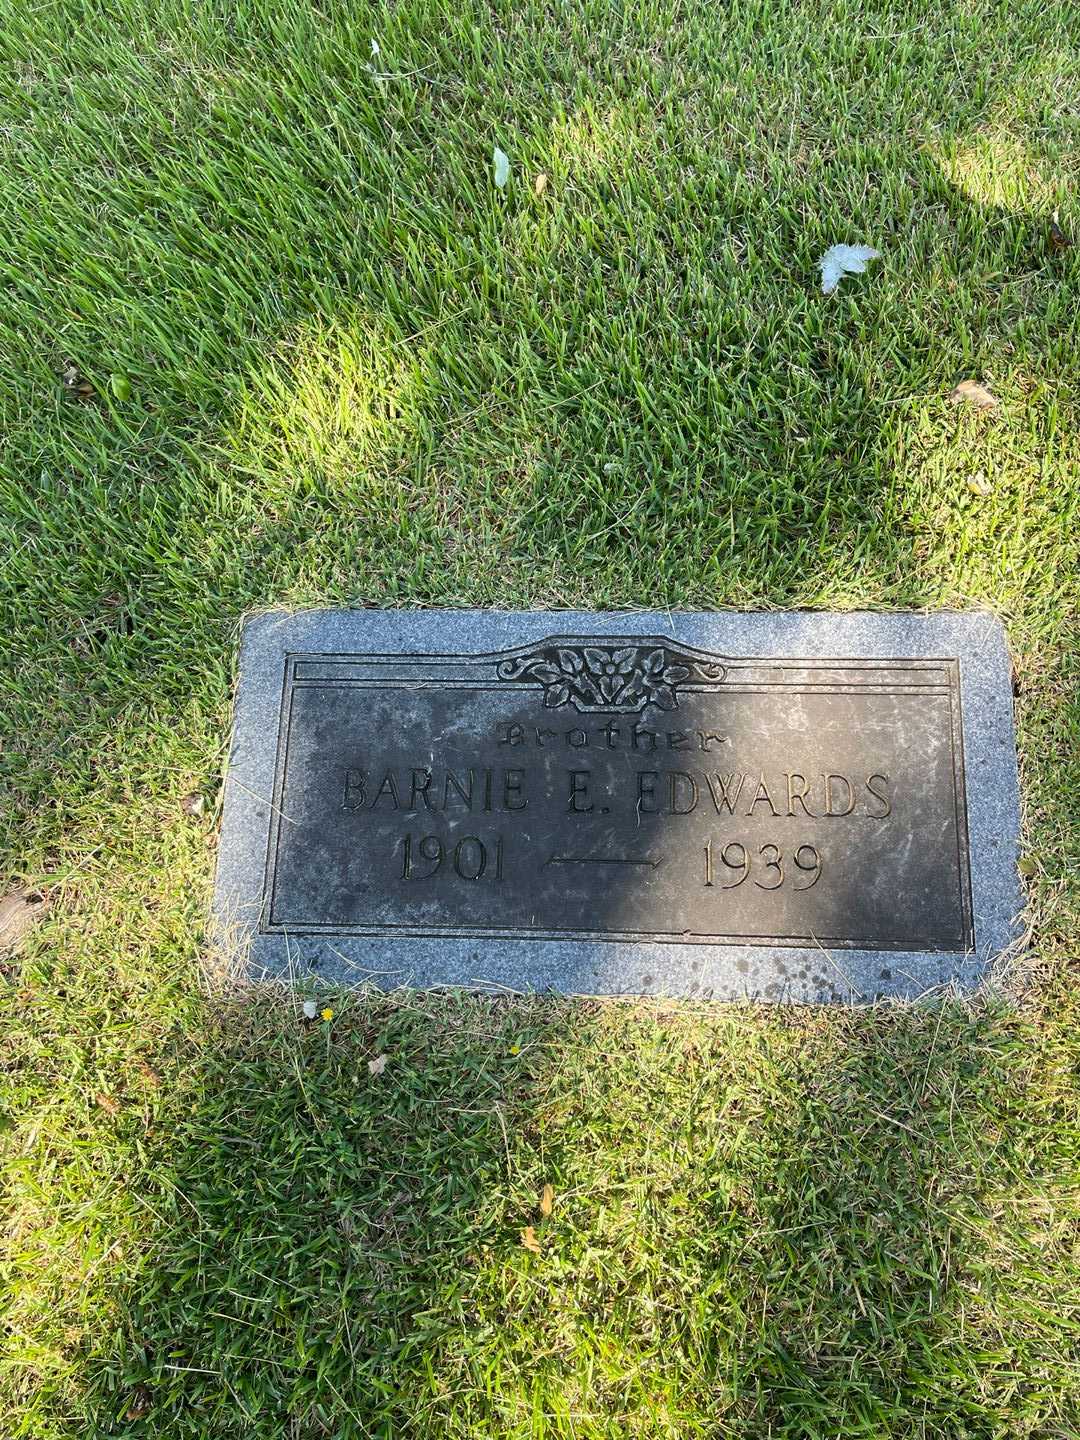 Brother
BARNIE E. EDWARDS
1901 — 1939